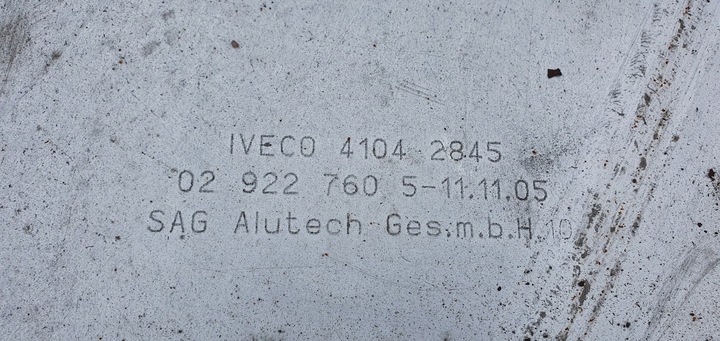 IVECO 4104 2845
02 922 760 5-11.11.05
SAG Alutech Ges.m.b.H.10